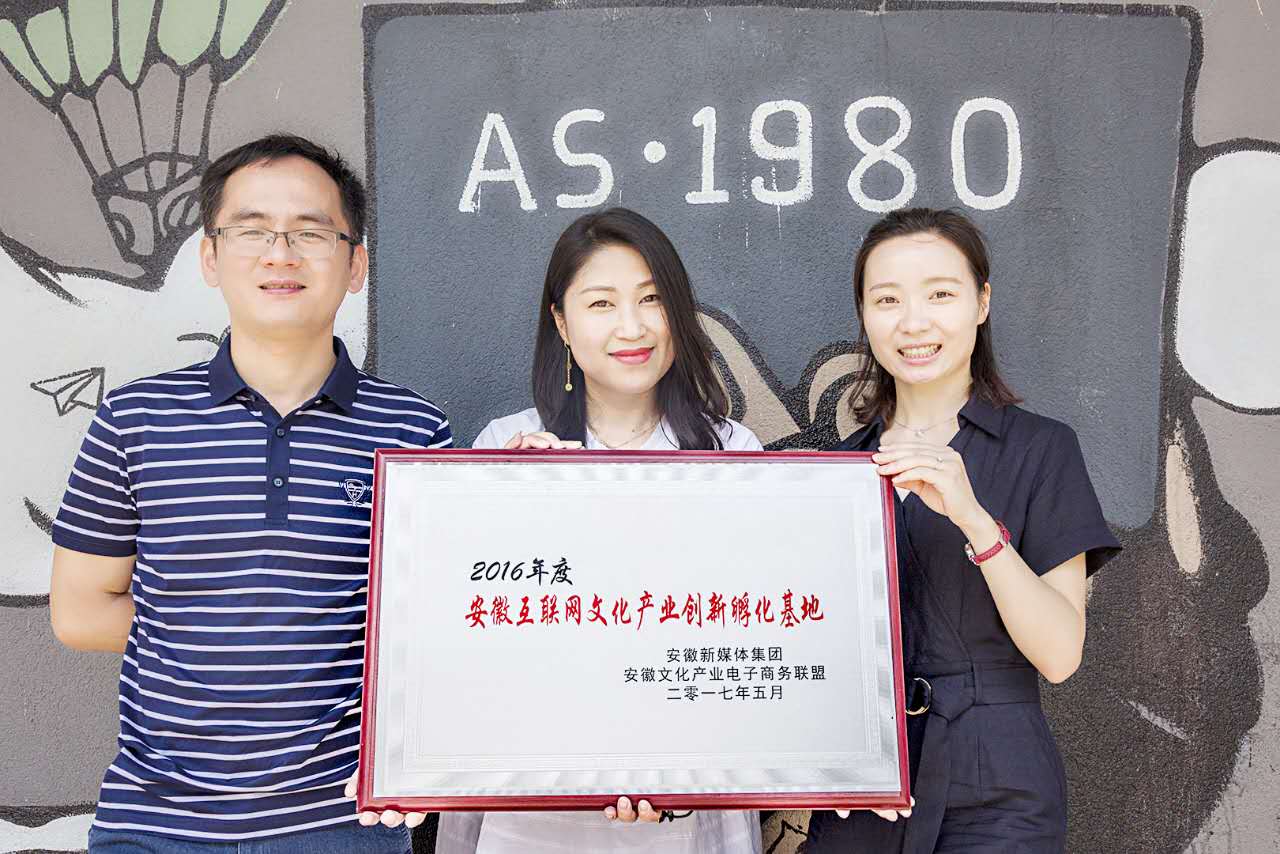 AS·1980
2016年度
安徽互联网文化产业创新孵化基地
安徽新媒体集团
安徽文化产业电子商务联盟
二零一七年五月